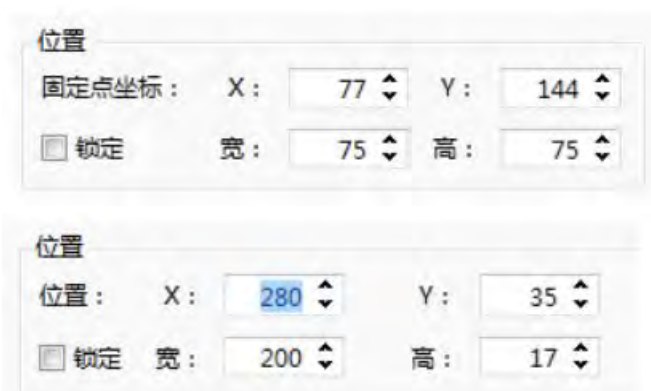 位置
固定点坐标： X： 77 Y： 144
锁定 宽： 75 高： 75
位置
位置： X： 280 Y： 35
锁定 宽： 200 高： 17